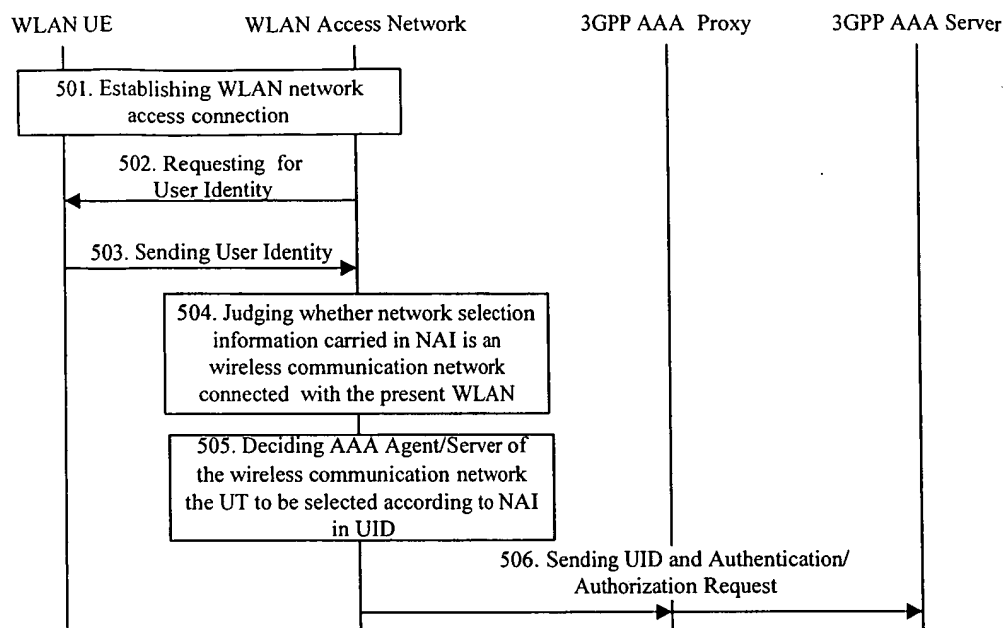 WLAN UE WLAN Access Network 3GPP AAA Proxy 3GPP AAA Server
501. Establishing WLAN network
access connection
502. Requesting for
User Identity
503. Sending User Identity
504. Judging whether network selection
information carried in NAI is an
wireless communication network
connected with the present WLAN
505. Deciding AAA Agent/Server of
the wireless communication network
the UT to be selected according to NAI
in UID
506. Sending UID and Authentication/
Authorization Request